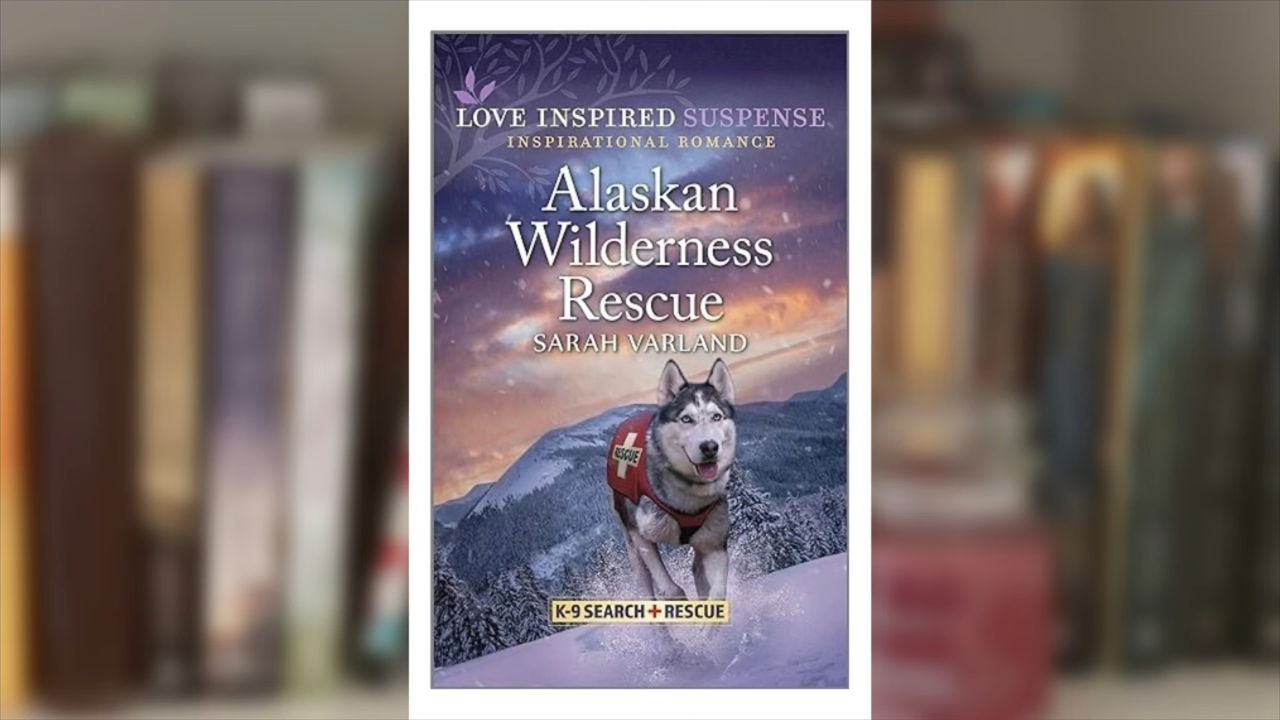 LOVE INSPIRED SUSPENSE
INSPIRATIONAL ROMANCE
Alaskan
Wilderness
Rescue
SARAH VARLAND
RESCUE
K-9 SEARCH + RESCUE